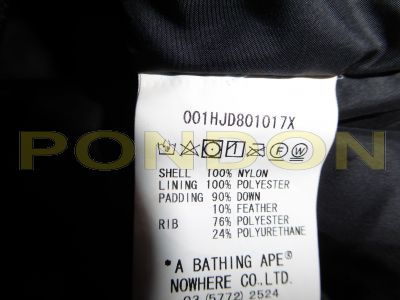 001HJD801017X
PONDON
SHELL 100% NYLON
LINING 100% POLYESTER
PADDING 90% DOWN
10% FEATHER
RIB 76% POLYESTER
24% POLYURETHANE
*A BATHING APE®
NOWHERE CO.,LTD.
03 (5772) 2524